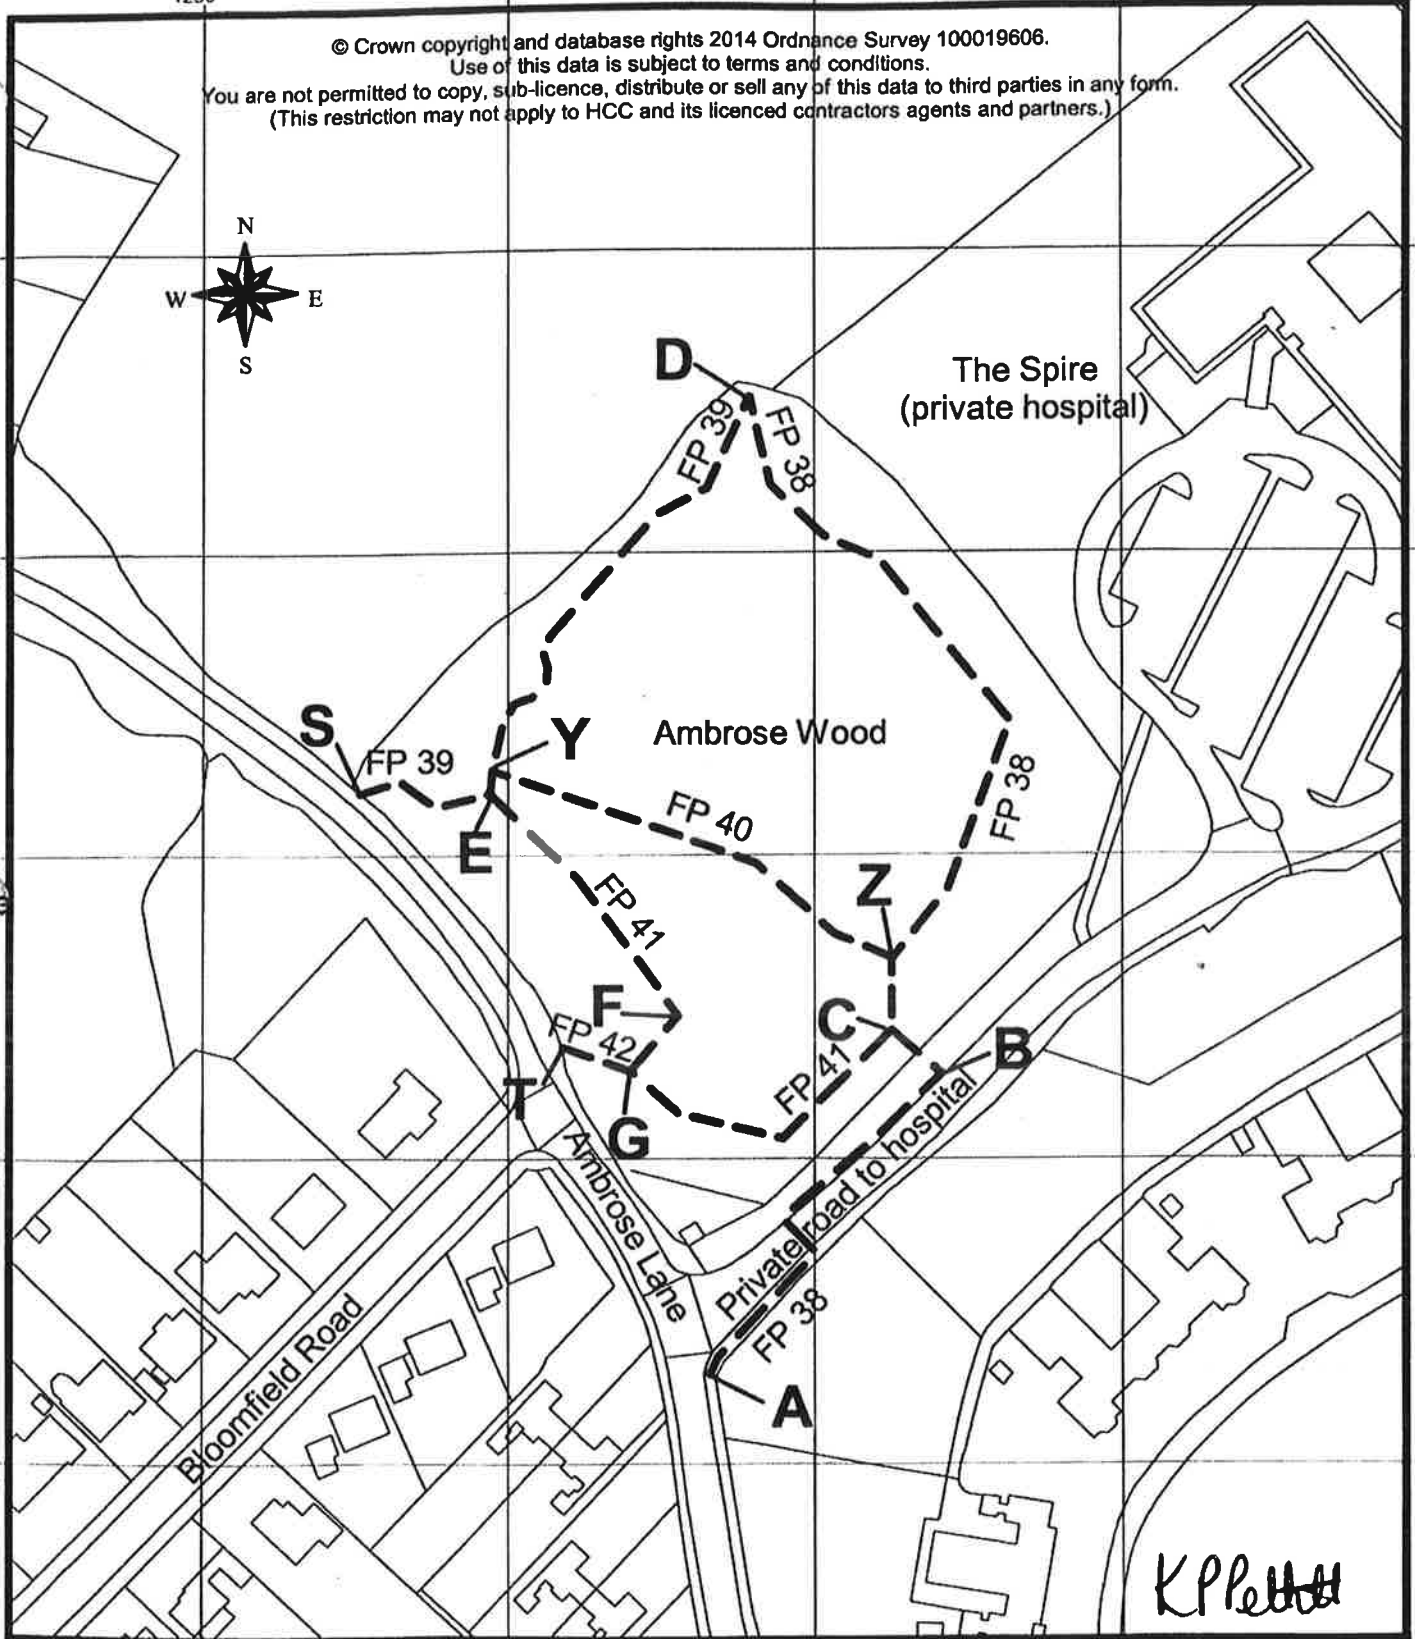 © Crown copyright and database rights 2014 Ordnance Survey 100019606.
Use of this data is subject to terms and conditions.
You are not permitted to copy, sub-licence, distribute or sell any of this data to third parties in any form.
(This restriction may not apply to HCC and its licenced contractors agents and partners.)
N
W E
S
D
The Spire
(private hospital)
FP 39
FP 38
S
Y
Ambrose Wood
FP 39
FP 38
FP 40
E
Z
FP 41
F
C
FP 42
B
FP 41
T
G
Ambrose Lane
Private road to hospital
FP 38
Bloomfield Road
A